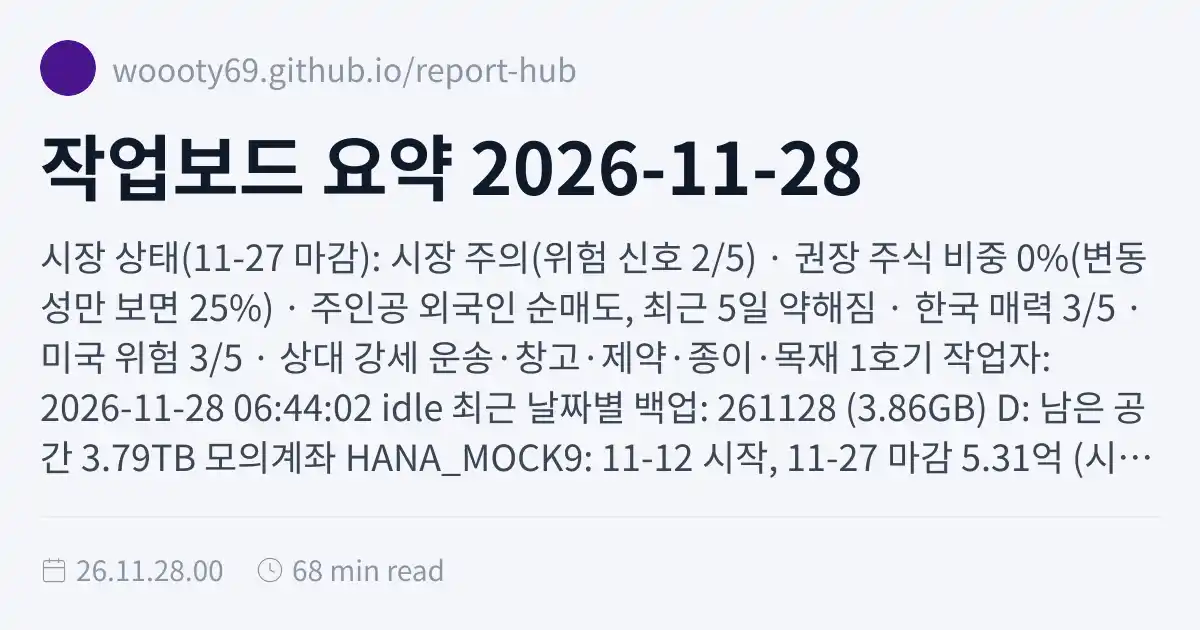 woooty69.github.io/report-hub
작업보드 요약 2026-11-28
시장 상태(11-27 마감): 시장 주의(위험 신호 2/5) · 권장 주식 비중 0%(변동
성만 보면 25%) · 주인공 외국인 순매도, 최근 5일 약해짐 · 한국 매력 3/5 ·
미국 위험 3/5 · 상대 강세 운송·창고·제약·종이·목재 1호기 작업자:
2026-11-28 06:44:02 idle 최근 날짜별 백업: 261128 (3.86GB) D: 남은 공
간 3.79TB 모의계좌 HANA_MOCK9: 11-12 시작, 11-27 마감 5.31억 (시…
26.11.28.00 68 min read